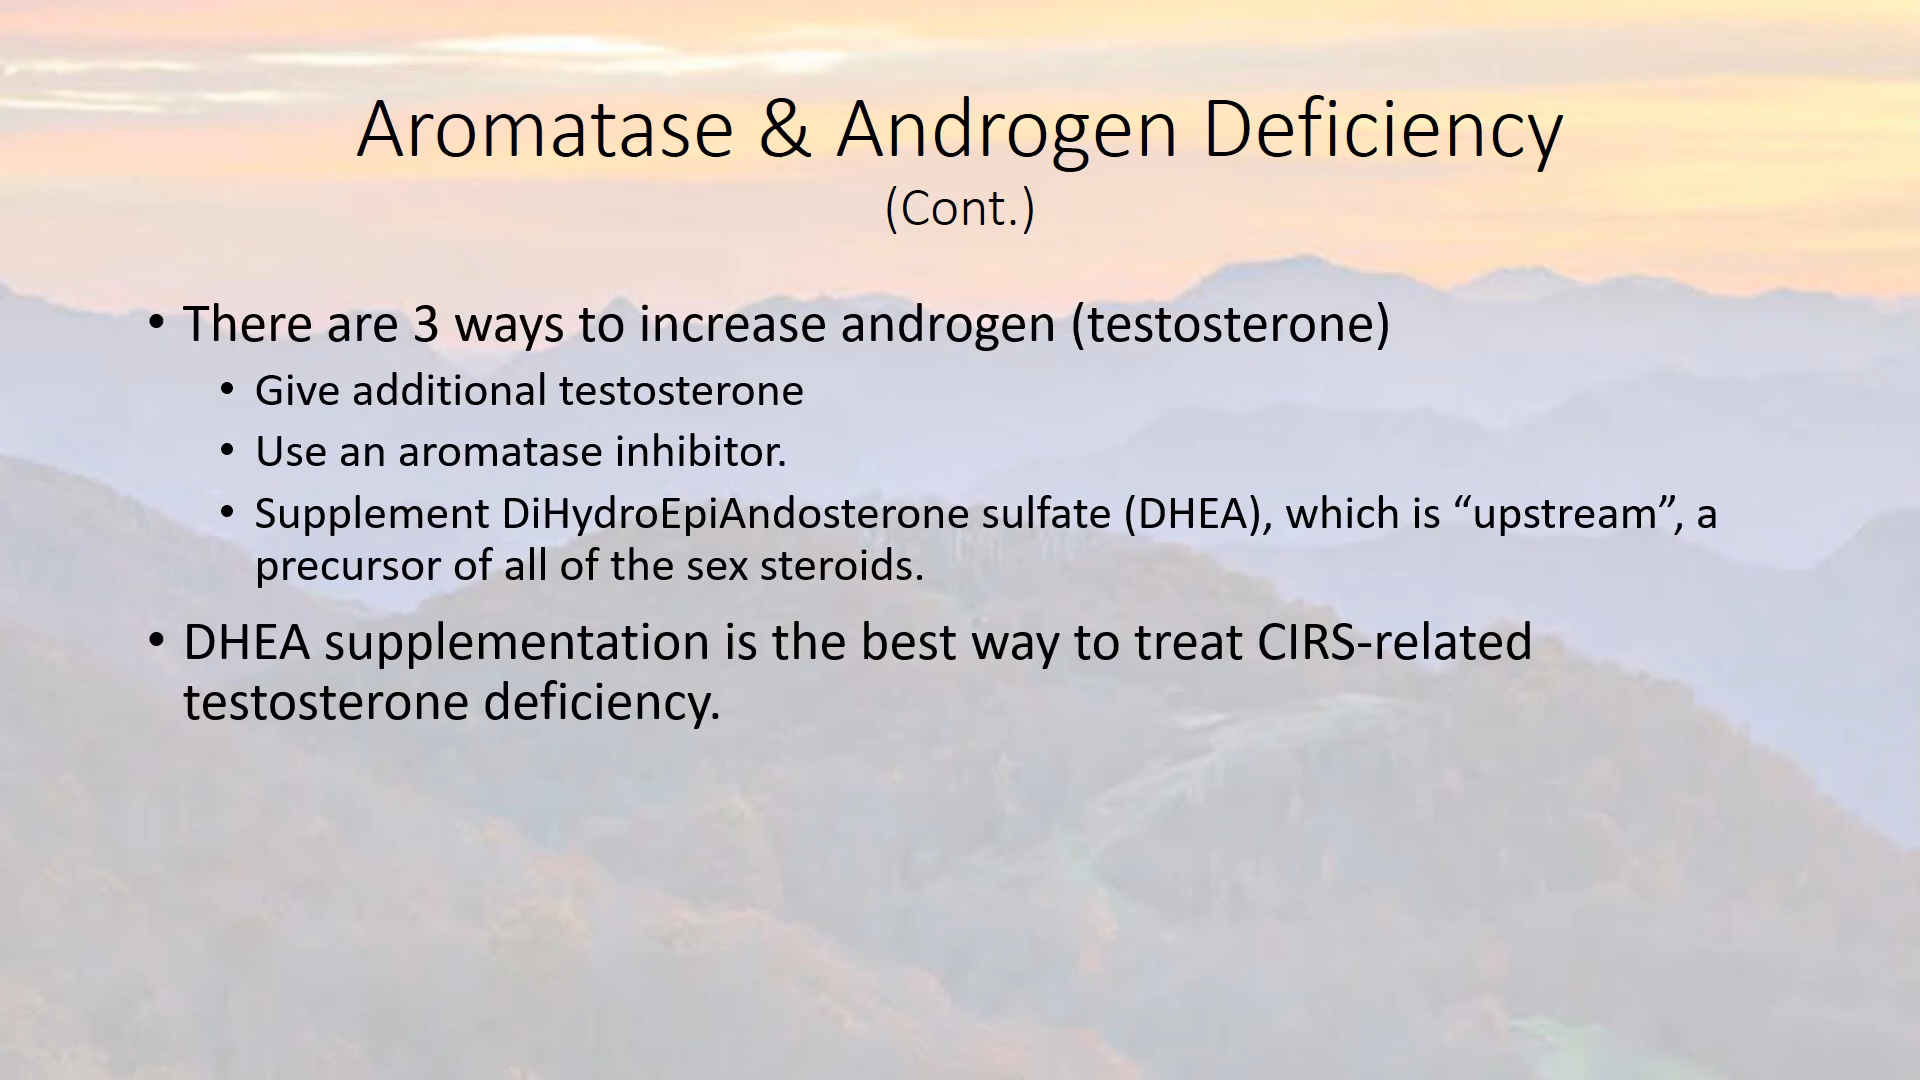 Aromatase & Androgen Deficiency
(Cont.)
• There are 3 ways to increase androgen (testosterone)
• Give additional testosterone
• Use an aromatase inhibitor.
• Supplement DiHydroEpiAndosterone sulfate (DHEA), which is “upstream”, a
precursor of all of the sex steroids.
• DHEA supplementation is the best way to treat CIRS-related
testosterone deficiency.